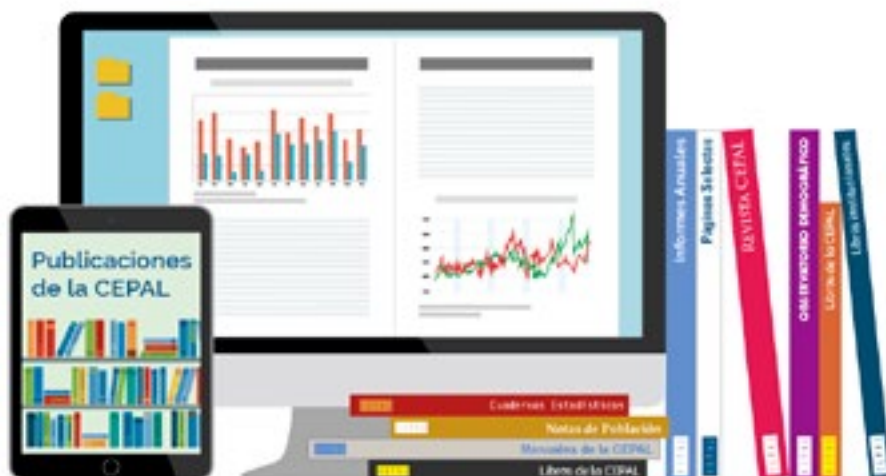 Publicaciones
de la CEPAL
Informes Anuales
Páginas Selectas
REVISTA CEPAL
OBSERVATORIO DEMOGRÁFICO
Libros de la CEPAL
Libros institucionales
Cuadernos Estadísticos
Notas de Población
Manuales de la CEPAL
Libros de la CEPAL